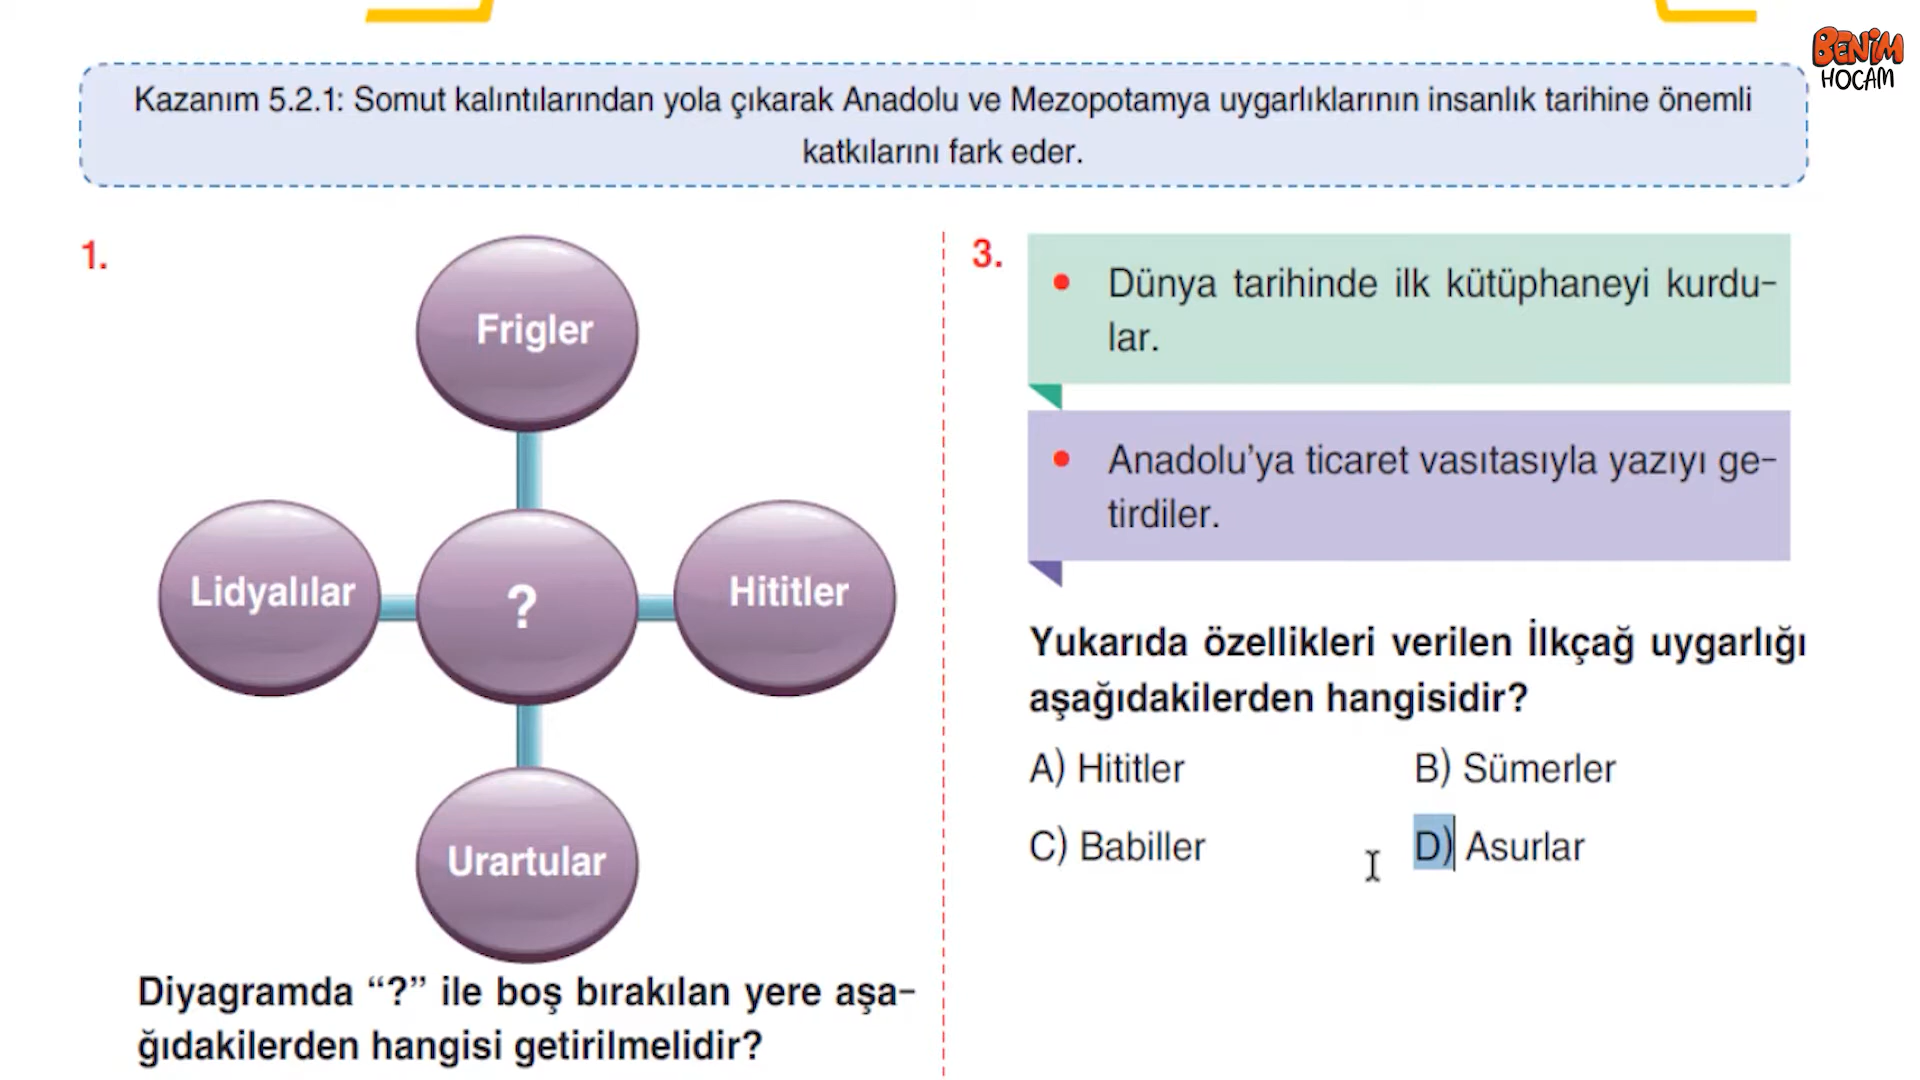 BENİM
HOCAM
Kazanım 5.2.1: Somut kalıntılarından yola çıkarak Anadolu ve Mezopotamya uygarlıklarının insanlık tarihine önemli
katkılarını fark eder.
1.
Frigler
Lidyalılar
?
Hititler
Urartular
Diyagramda “?” ile boş bırakılan yere aşa-
ğıdakilerden hangisi getirilmelidir?
3.
• Dünya tarihinde ilk kütüphaneyi kurdu-
lar.
• Anadolu’ya ticaret vasıtasıyla yazıyı ge-
tirdiler.
Yukarıda özellikleri verilen İlkçağ uygarlığı
aşağıdakilerden hangisidir?
A) Hititler B) Sümerler
C) Babiller D) Asurlar